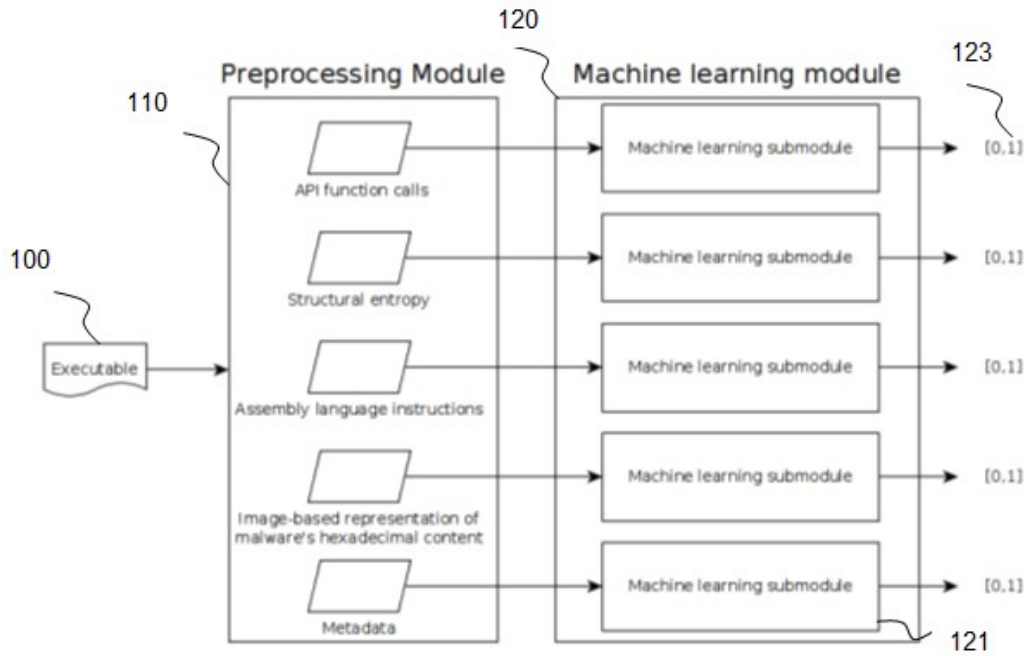 120
123
Preprocessing Module
Machine learning module
110
Machine learning submodule
[0,1]
API function calls
Machine learning submodule
[0,1]
100
Structural entropy
Executable
Machine learning submodule
[0,1]
Assembly language instructions
Machine learning submodule
[0,1]
Image-based representation of
malware's hexadecimal content
Machine learning submodule
[0,1]
Metadata
121